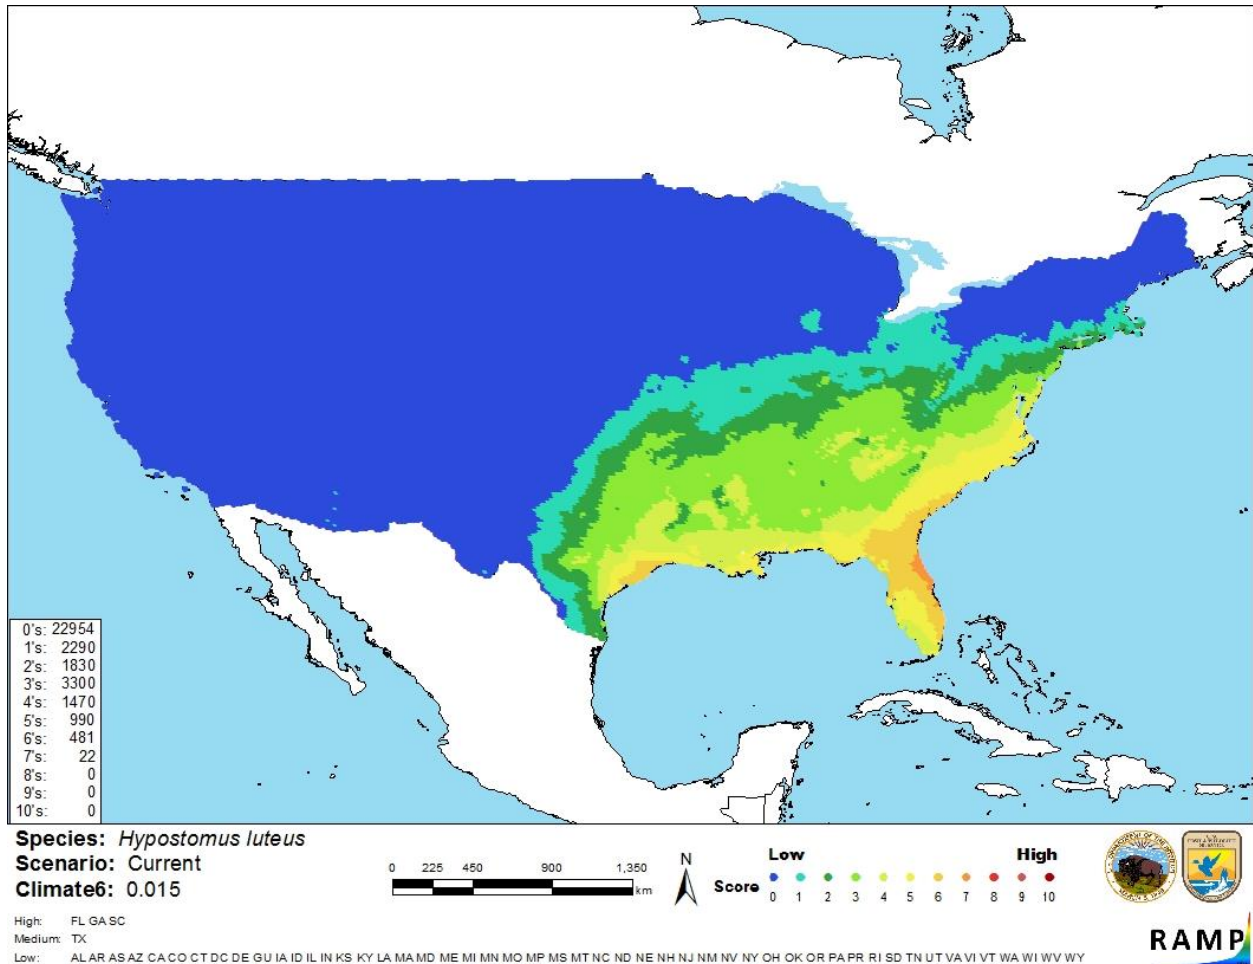 0's: 22954
1's: 2290
2's: 1830
3's: 3300
4's: 1470
5's: 990
6's: 481
7's: 22
8's: 0
9's: 0
10's: 0
Species: Hypostomus luteus
Scenario: Current
Climate6: 0.015
0 225 450 900 1,350
km
N
Low High
Score
0 1 2 3 4 5 6 7 8 9 10
High: FL GA SC
Medium: TX
Low: AL AR AS AZ CA CO CT DC DE GU IA ID IL IN KS KY LA MA MD ME MI MN MO MP MS MT NC ND NE NH NJ NM NV NY OH OK OR PA PR RI SD TN UT VA VI VT WA WI WV WY
RAMP